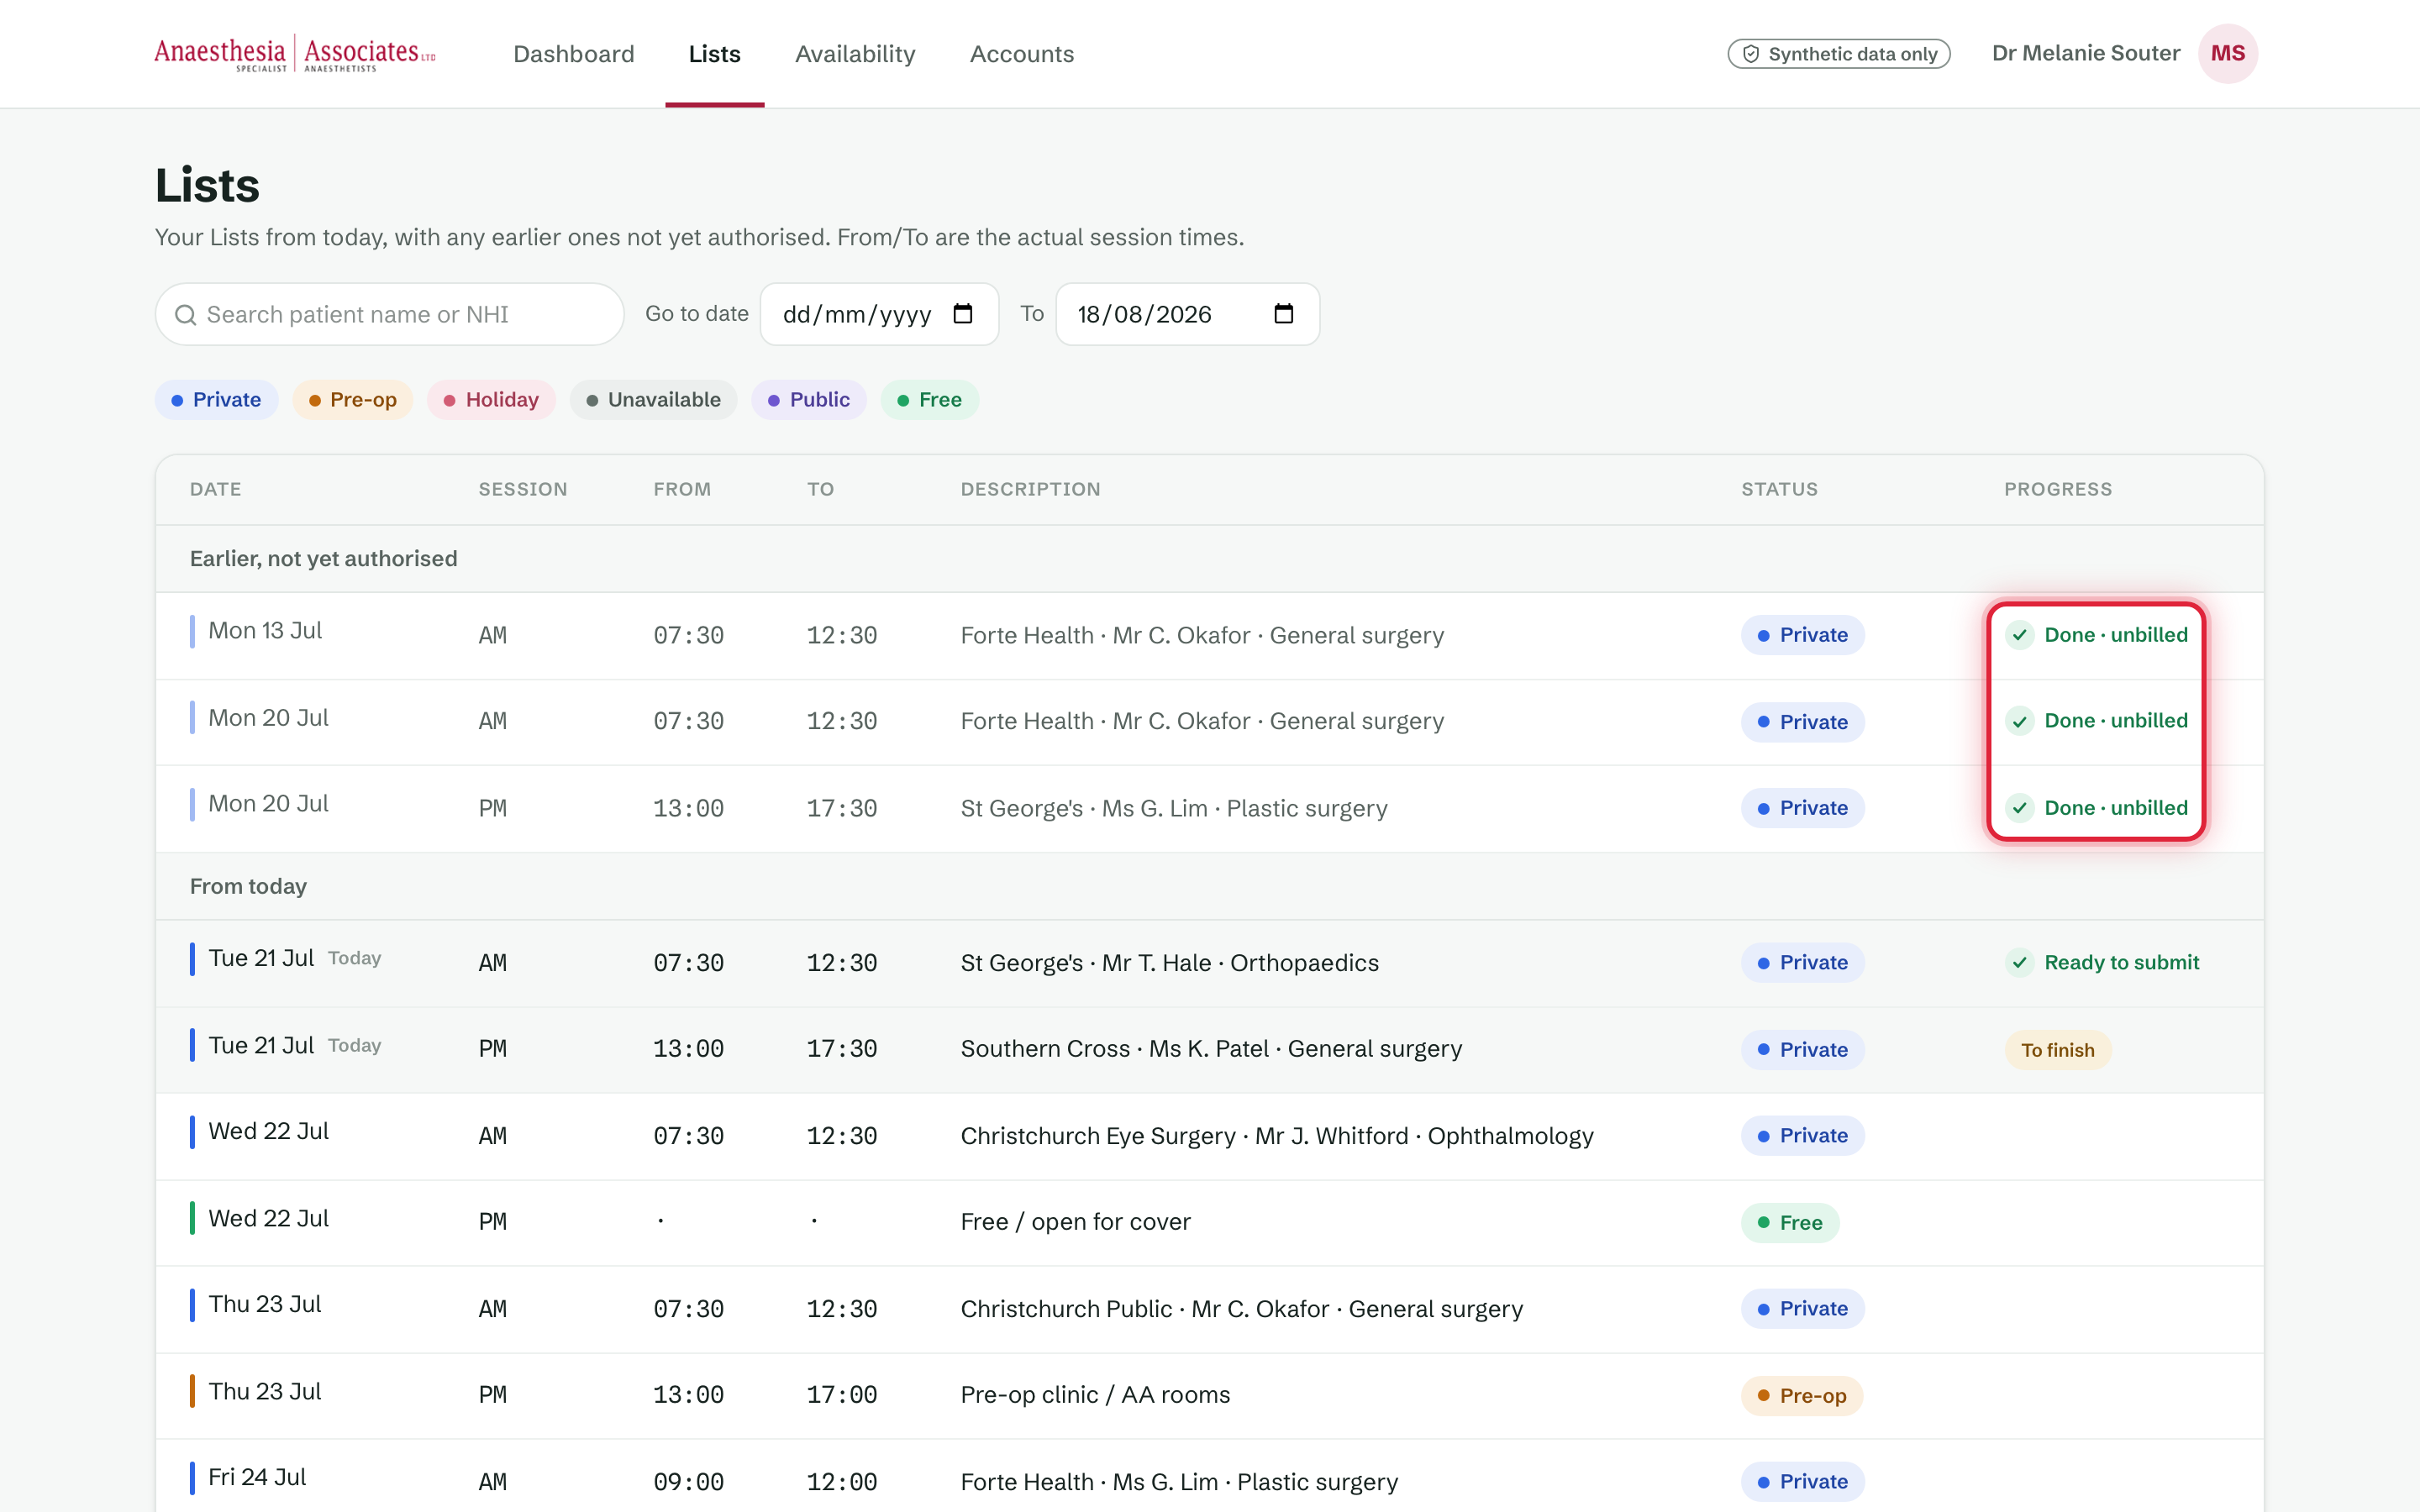 Anaesthesia | Associates LTD
SPECIALIST ANAESTHETISTS
Dashboard Lists Availability Accounts
Synthetic data only
Dr Melanie Souter MS
Lists
Your Lists from today, with any earlier ones not yet authorised. From/To are the actual session times.
Search patient name or NHI Go to date dd/mm/yyyy To 18/08/2026
Private Pre-op Holiday Unavailable Public Free
DATE SESSION FROM TO DESCRIPTION STATUS PROGRESS
Earlier, not yet authorised
Mon 13 Jul AM 07:30 12:30 Forte Health · Mr C. Okafor · General surgery Private Done · unbilled
Mon 20 Jul AM 07:30 12:30 Forte Health · Mr C. Okafor · General surgery Private Done · unbilled
Mon 20 Jul PM 13:00 17:30 St George's · Ms G. Lim · Plastic surgery Private Done · unbilled
From today
Tue 21 Jul Today AM 07:30 12:30 St George's · Mr T. Hale · Orthopaedics Private Ready to submit
Tue 21 Jul Today PM 13:00 17:30 Southern Cross · Ms K. Patel · General surgery Private To finish
Wed 22 Jul AM 07:30 12:30 Christchurch Eye Surgery · Mr J. Whitford · Ophthalmology Private
Wed 22 Jul PM · · Free / open for cover Free
Thu 23 Jul AM 07:30 12:30 Christchurch Public · Mr C. Okafor · General surgery Private
Thu 23 Jul PM 13:00 17:00 Pre-op clinic / AA rooms Pre-op
Fri 24 Jul AM 09:00 12:00 Forte Health · Ms G. Lim · Plastic surgery Private